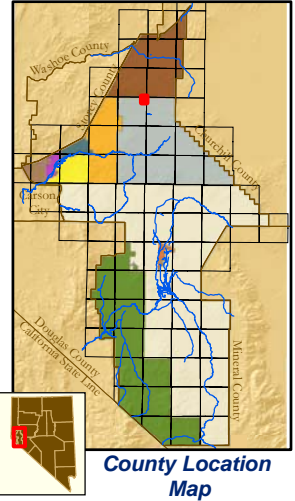 Washoe County
Storey County
Churchill County
Carson
City
Douglas County
California State Line
Mineral County
County Location
Map